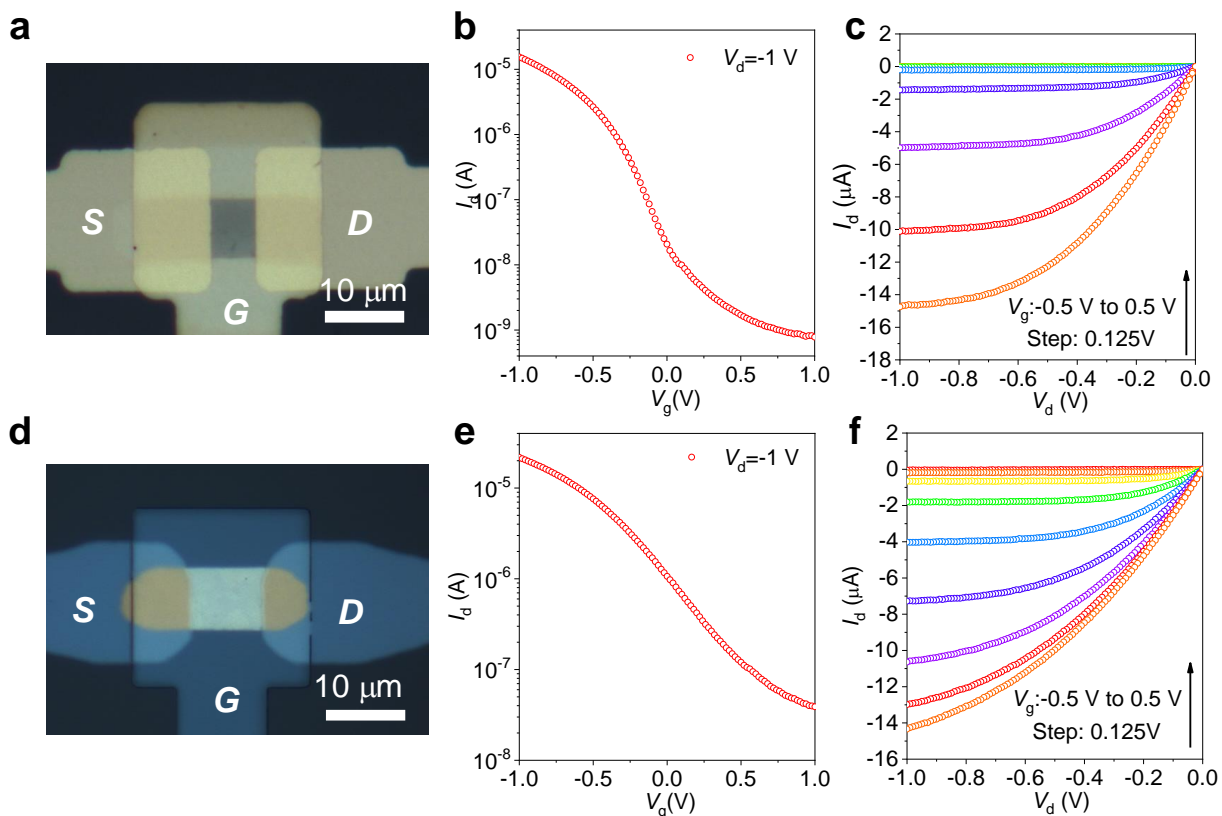 a
S
D
G
10 μm
b
V_d=-1 V
10^-5
10^-6
10^-7
10^-8
10^-9
I_d (A)
-1.0 -0.5 0.0 0.5 1.0
V_g(V)
c
2
0
-2
-4
-6
-8
-10
-12
-14
-16
-18
I_d (μA)
V_g:-0.5 V to 0.5 V
Step: 0.125V
-1.0 -0.8 -0.6 -0.4 -0.2 0.0
V_d (V)
d
S
D
G
10 μm
e
V_d=-1 V
10^-5
10^-6
10^-7
10^-8
I_d (A)
-1.0 -0.5 0.0 0.5 1.0
V_g(V)
f
2
0
-2
-4
-6
-8
-10
-12
-14
-16
I_d (μA)
V_g:-0.5 V to 0.5 V
Step: 0.125V
-1.0 -0.8 -0.6 -0.4 -0.2 0.0
V_d (V)